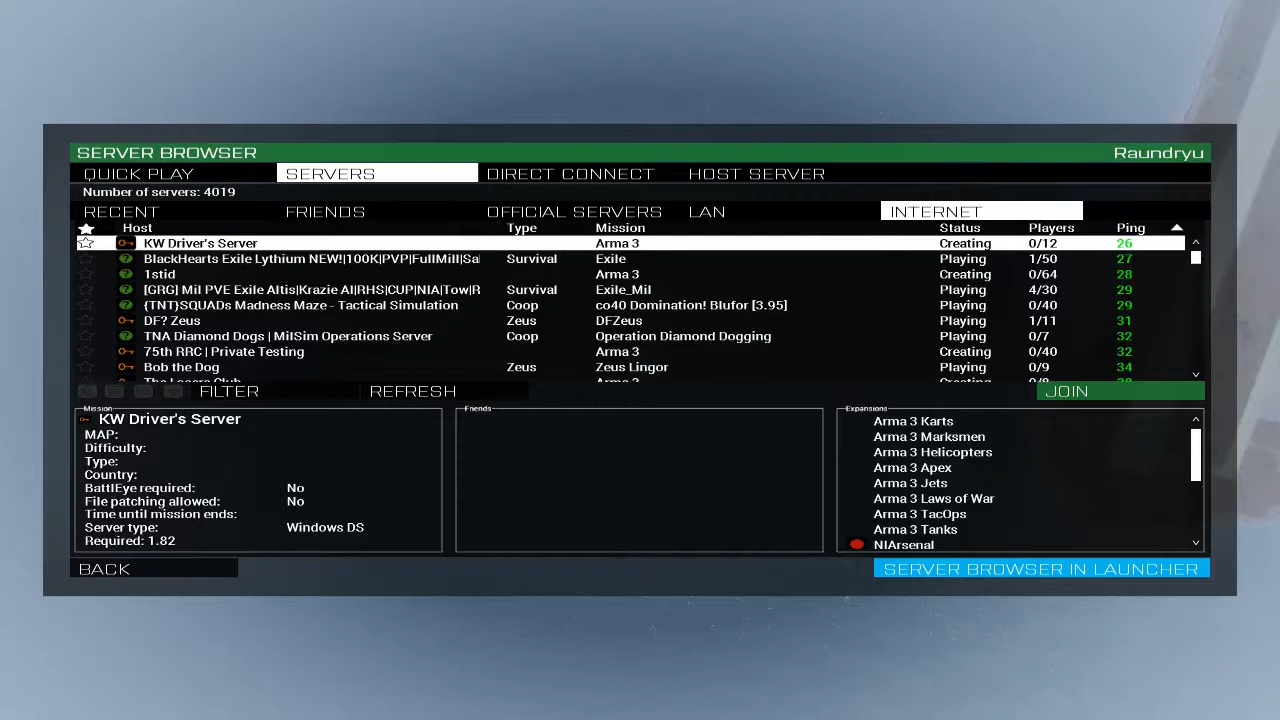 SERVER BROWSER Raundryu
QUICK PLAY SERVERS DIRECT CONNECT HOST SERVER
Number of servers: 4019
RECENT FRIENDS OFFICIAL SERVERS LAN INTERNET
Host Type Mission Status Players Ping
KW Driver's Server Arma 3 Creating 0/12 26
BlackHearts Exile Lythium NEW!|100K|PVP|FullMill|Sal Survival Exile Playing 1/50 27
1stid Arma 3 Creating 0/64 28
[GRG] Mil PVE Exile Altis|Krazie AI|RHS|CUP|NIA|Tow|R Survival Exile_Mil Playing 4/30 29
{TNT}SQUADs Madness Maze - Tactical Simulation Coop co40 Domination! Blufor [3.95] Playing 0/40 29
DF? Zeus Zeus DFZeus Playing 1/11 31
TNA Diamond Dogs | MilSim Operations Server Coop Operation Diamond Dogging Playing 0/7 32
75th RRC | Private Testing Arma 3 Creating 0/40 32
Bob the Dog Zeus Zeus Lingor Playing 0/9 34
The Losers Club Arma 3 Creating
FILTER REFRESH JOIN
Mission Friends Expansions
KW Driver's Server
MAP:
Difficulty:
Type:
Country:
BattlEye required: No
File patching allowed: No
Time until mission ends:
Server type: Windows DS
Required: 1.82
Arma 3 Karts
Arma 3 Marksmen
Arma 3 Helicopters
Arma 3 Apex
Arma 3 Jets
Arma 3 Laws of War
Arma 3 TacOps
Arma 3 Tanks
NIArsenal
BACK SERVER BROWSER IN LAUNCHER